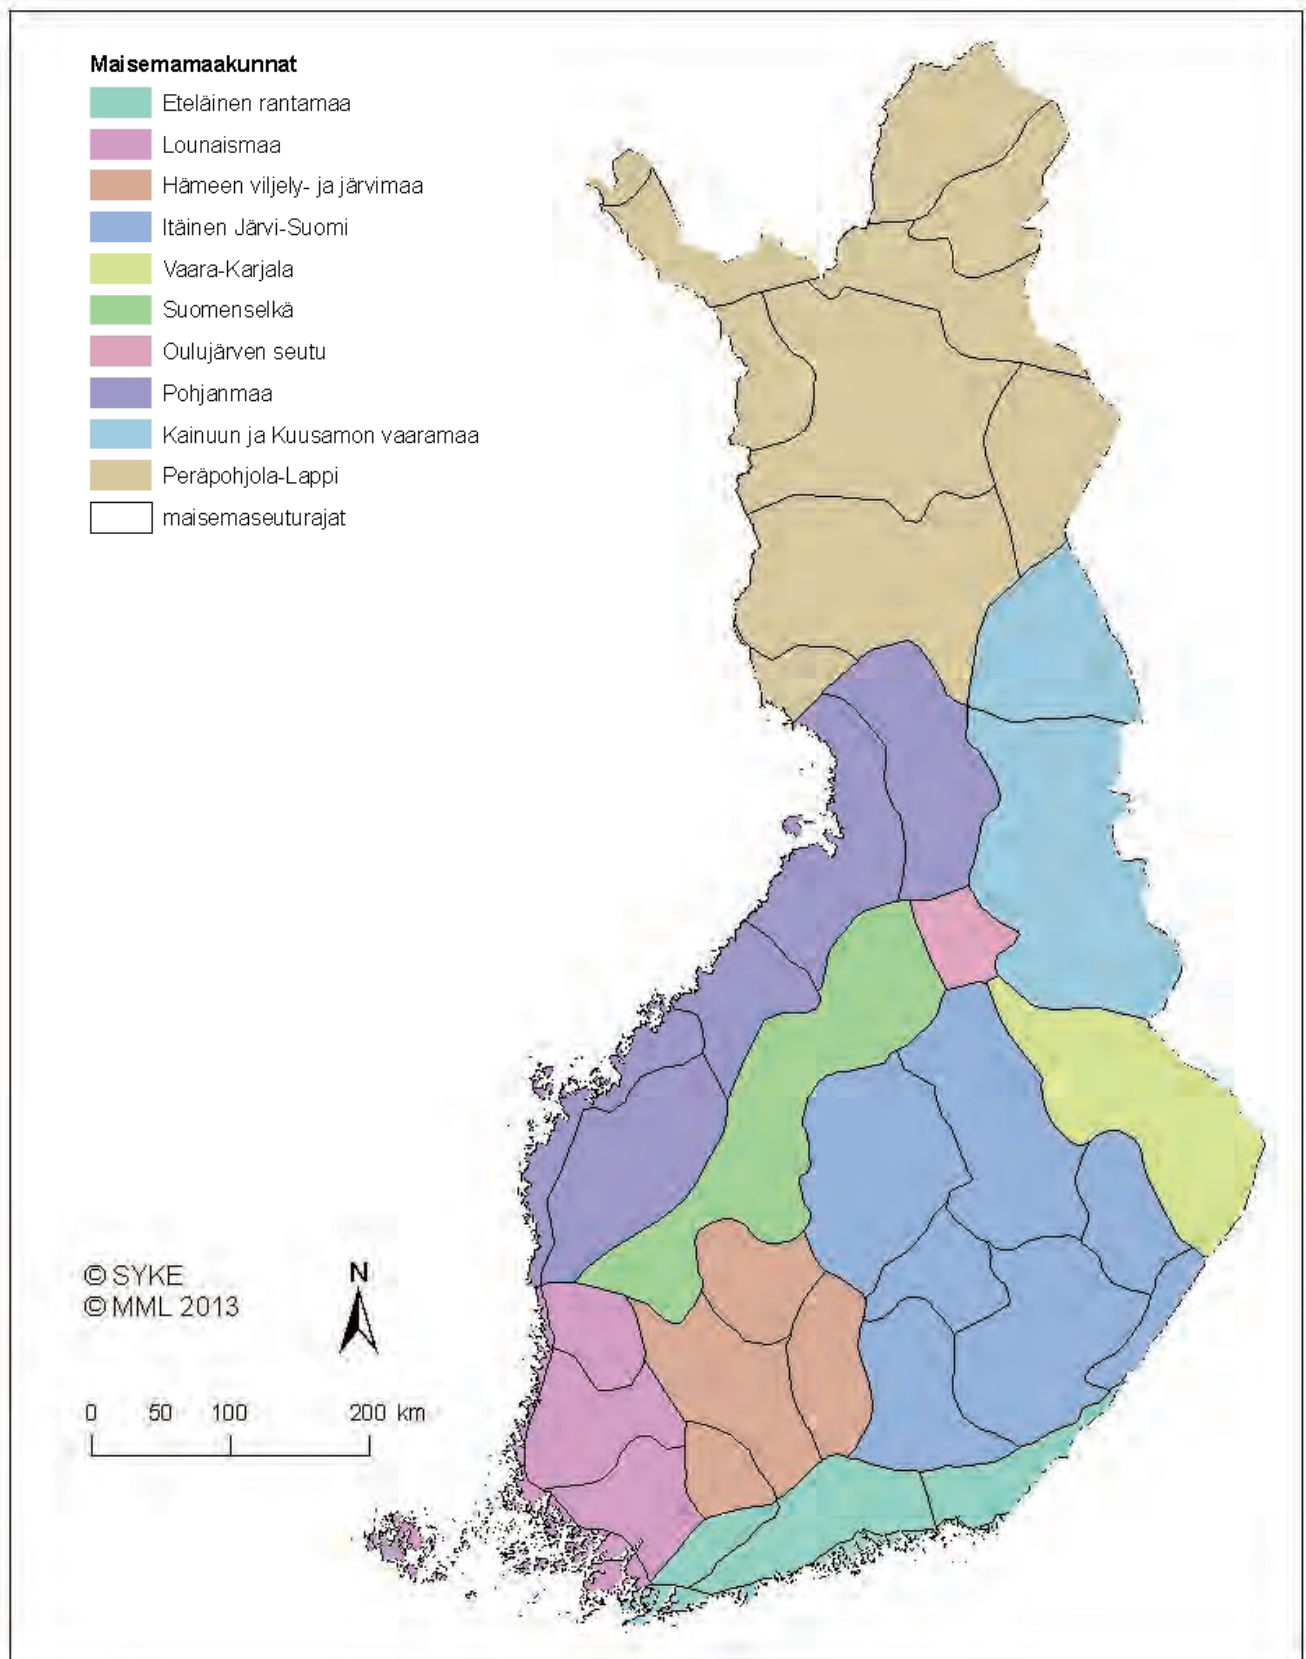 Maisemamaakunnat
Eteläinen rantamaa
Lounaismaa
Hämeen viljely- ja järvimaa
Itäinen Järvi-Suomi
Vaara-Karjala
Suomenselkä
Oulujärven seutu
Pohjanmaa
Kainuun ja Kuusamon vaaramaa
Peräpohjola-Lappi
maisemaseuturajat
© SYKE
© MML 2013
N
0 50 100 200 km